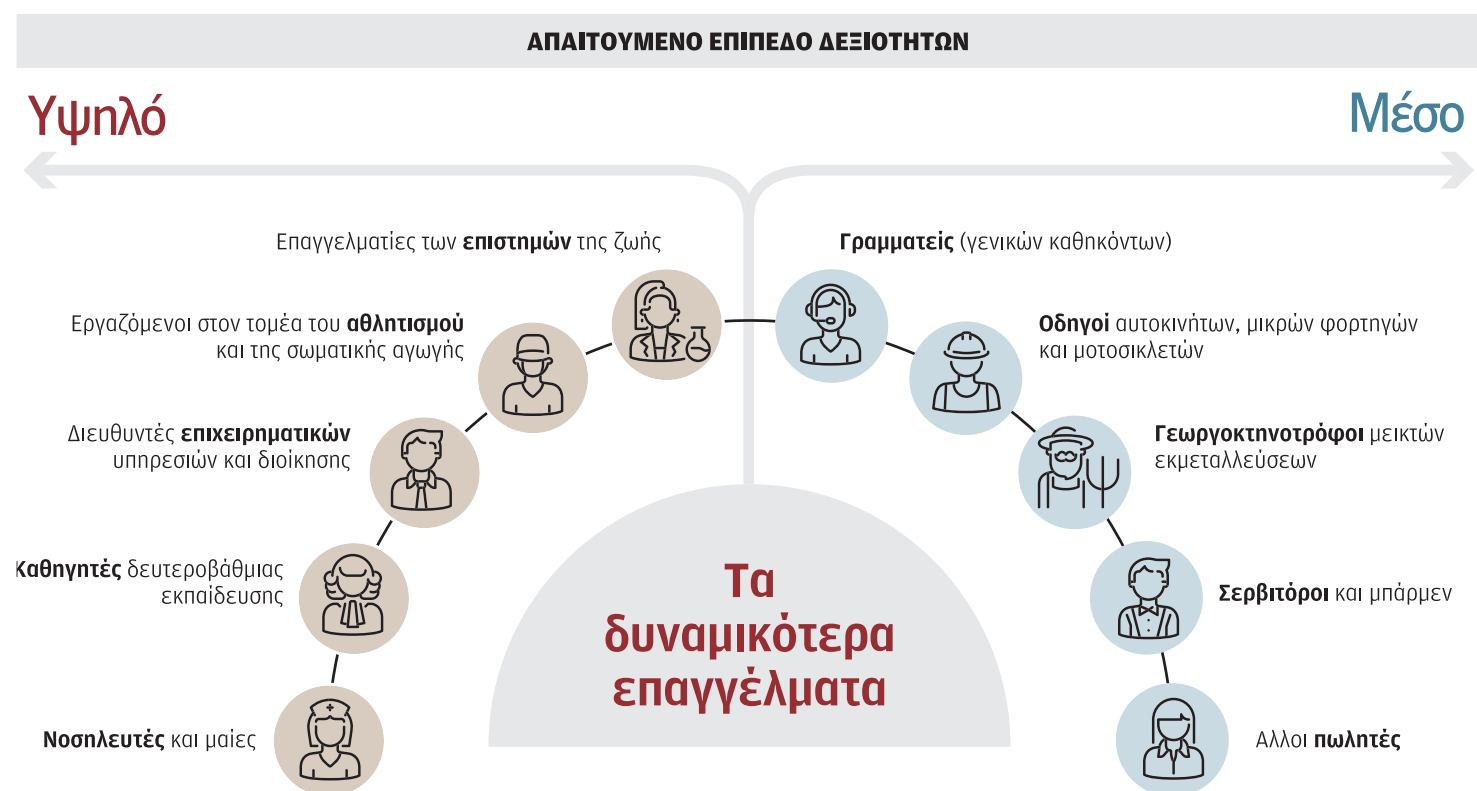 ΑΠΑΙΤΟΥΜΕΝΟ ΕΠΙΠΕΔΟ ΔΕΞΙΟΤΗΤΩΝ
Υψηλό
Μέσο
Επαγγελματίες των επιστημών της ζωής
Εργαζόμενοι στον τομέα του αθλητισμού
και της σωματικής αγωγής
Διευθυντές επιχειρηματικών
υπηρεσιών και διοίκησης
Καθηγητές δευτεροβάθμιας
εκπαίδευσης
Νοσηλευτές και μαίες
Γραμματείς (γενικών καθηκόντων)
Οδηγοί αυτοκινήτων, μικρών φορτηγών
και μοτοσικλετών
Γεωργοκτηνοτρόφοι μεικτών
εκμεταλλεύσεων
Σερβιτόροι και μπάρμεν
Αλλοι πωλητές
Τα
δυναμικότερα
επαγγέλματα